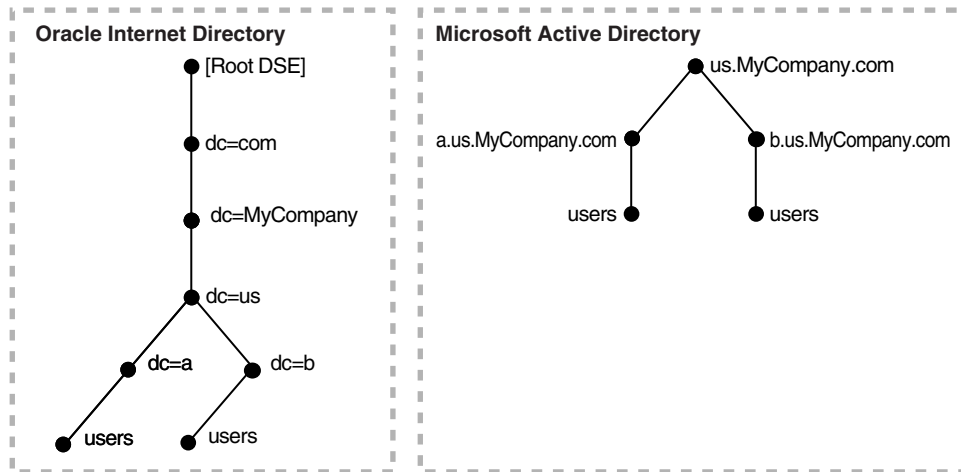 Oracle Internet Directory
[Root DSE]
dc=com
dc=MyCompany
dc=us
dc=a
dc=b
users
users
Microsoft Active Directory
us.MyCompany.com
a.us.MyCompany.com
b.us.MyCompany.com
users
users